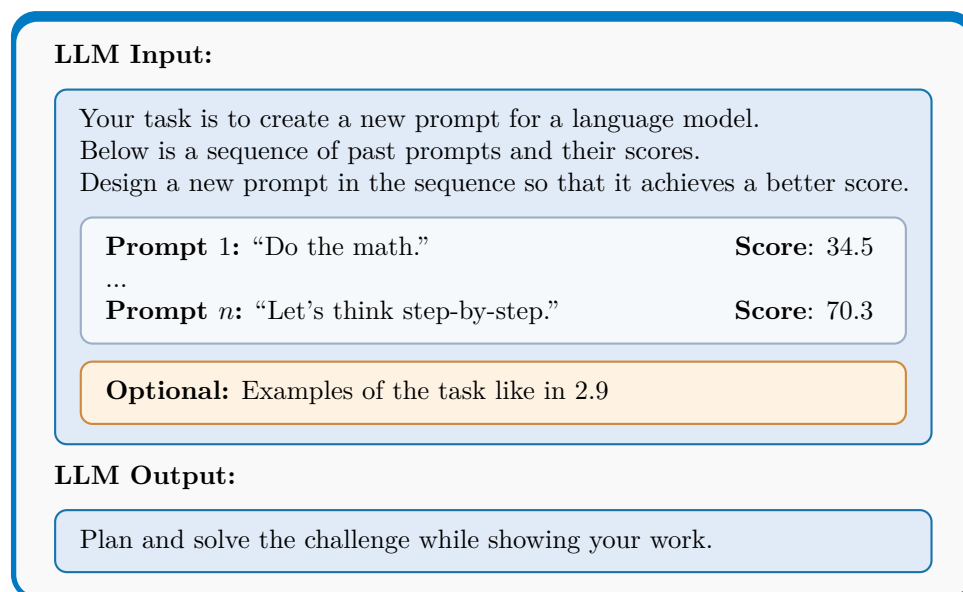 LLM Input:
Your task is to create a new prompt for a language model.
Below is a sequence of past prompts and their scores.
Design a new prompt in the sequence so that it achieves a better score.
Prompt 1: “Do the math.” Score: 34.5
...
Prompt n: “Let's think step-by-step.” Score: 70.3
Optional: Examples of the task like in 2.9
LLM Output:
Plan and solve the challenge while showing your work.